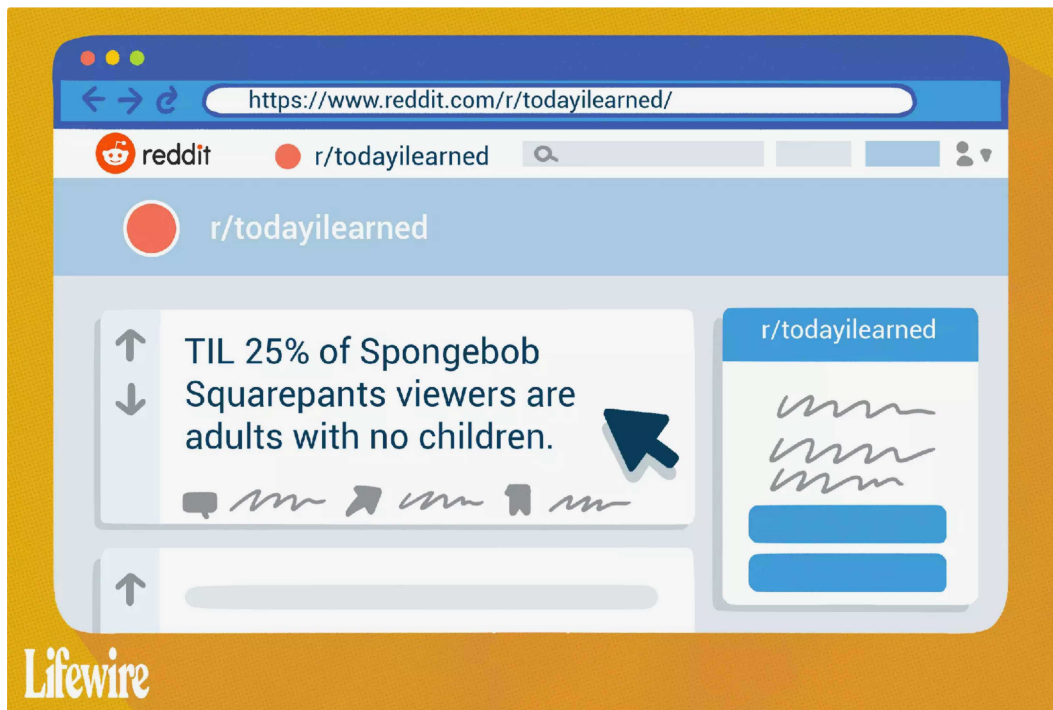 https://www.reddit.com/r/todayilearned/
reddit r/todayilearned
r/todayilearned
TIL 25% of Spongebob
Squarepants viewers are
adults with no children.
r/todayilearned
Lifewire